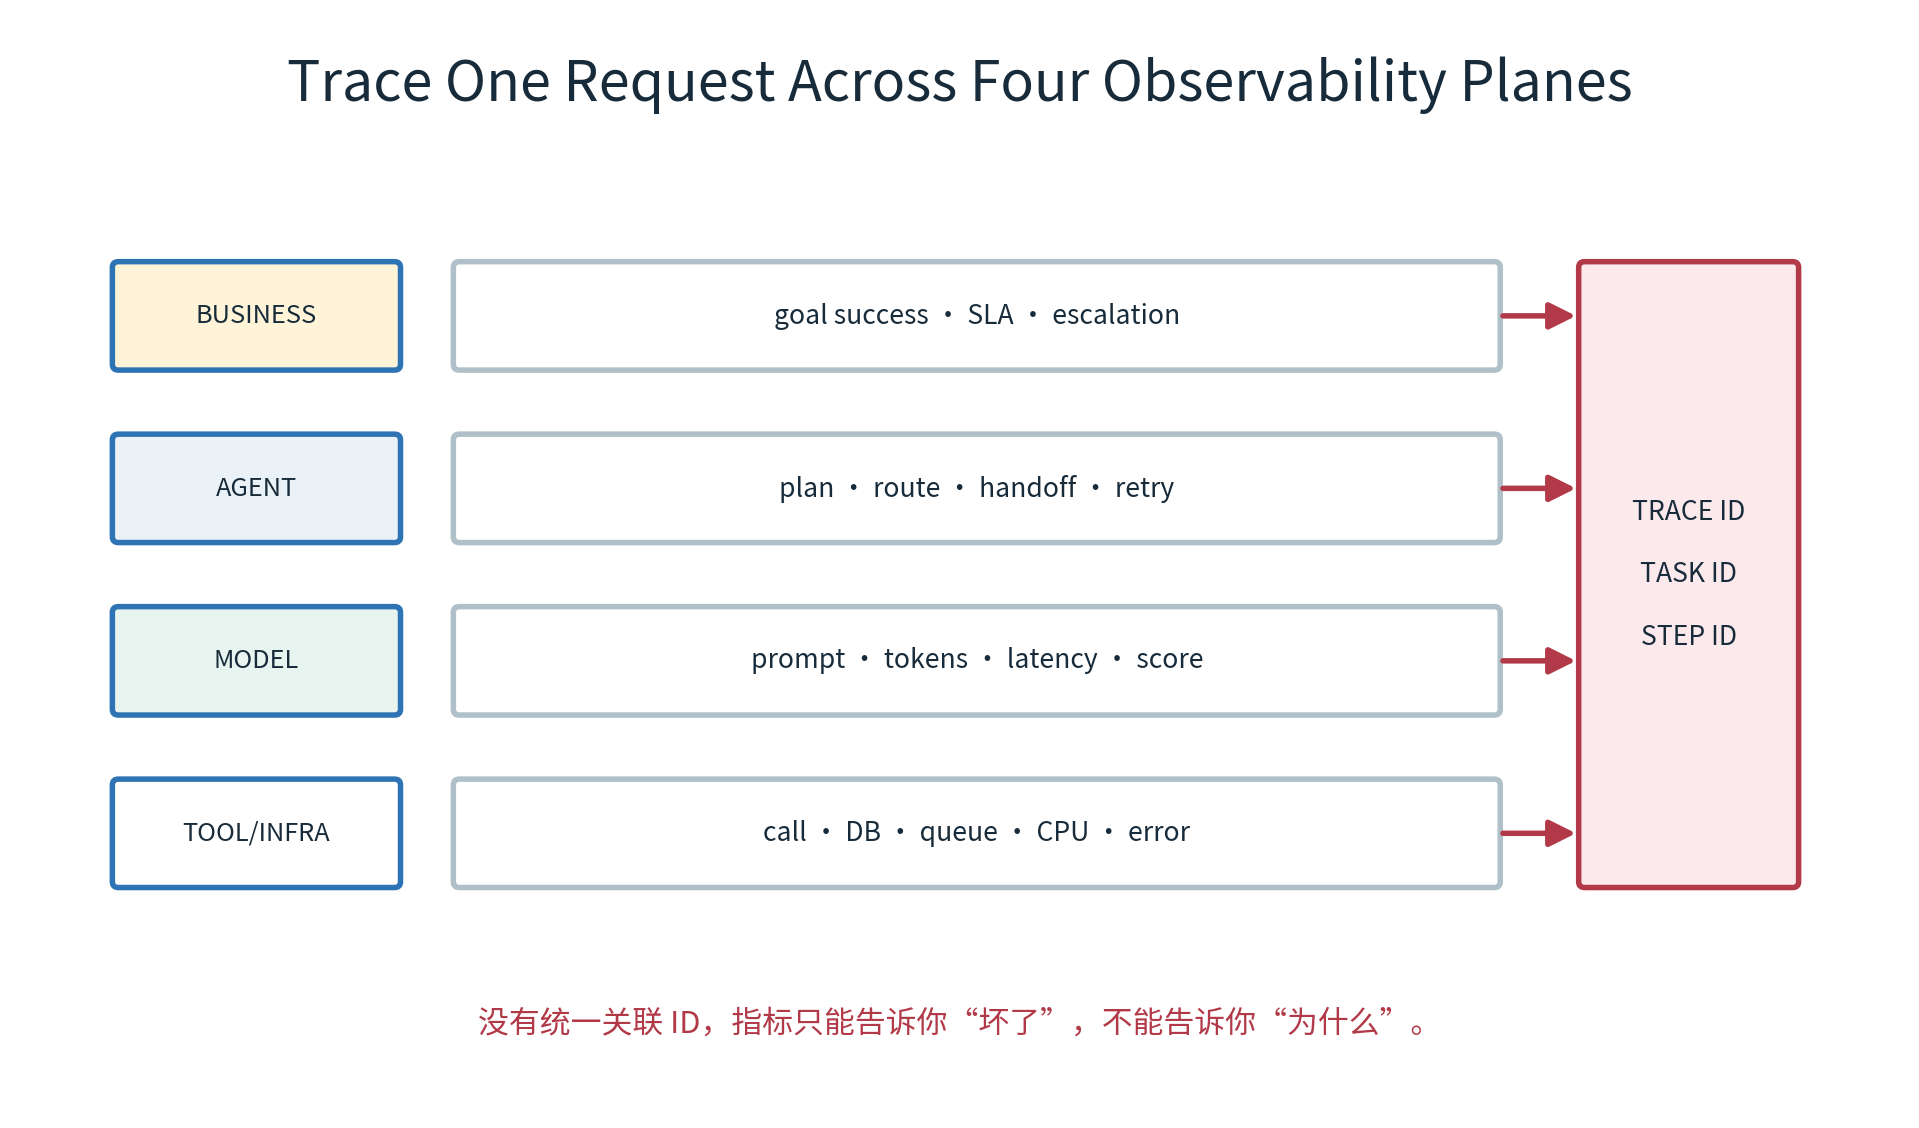 Trace One Request Across Four Observability Planes
BUSINESS
goal success • SLA • escalation
AGENT
plan • route • handoff • retry
MODEL
prompt • tokens • latency • score
TOOL/INFRA
call • DB • queue • CPU • error
TRACE ID
TASK ID
STEP ID
没有统一关联 ID，指标只能告诉你“坏了”，不能告诉你“为什么”。